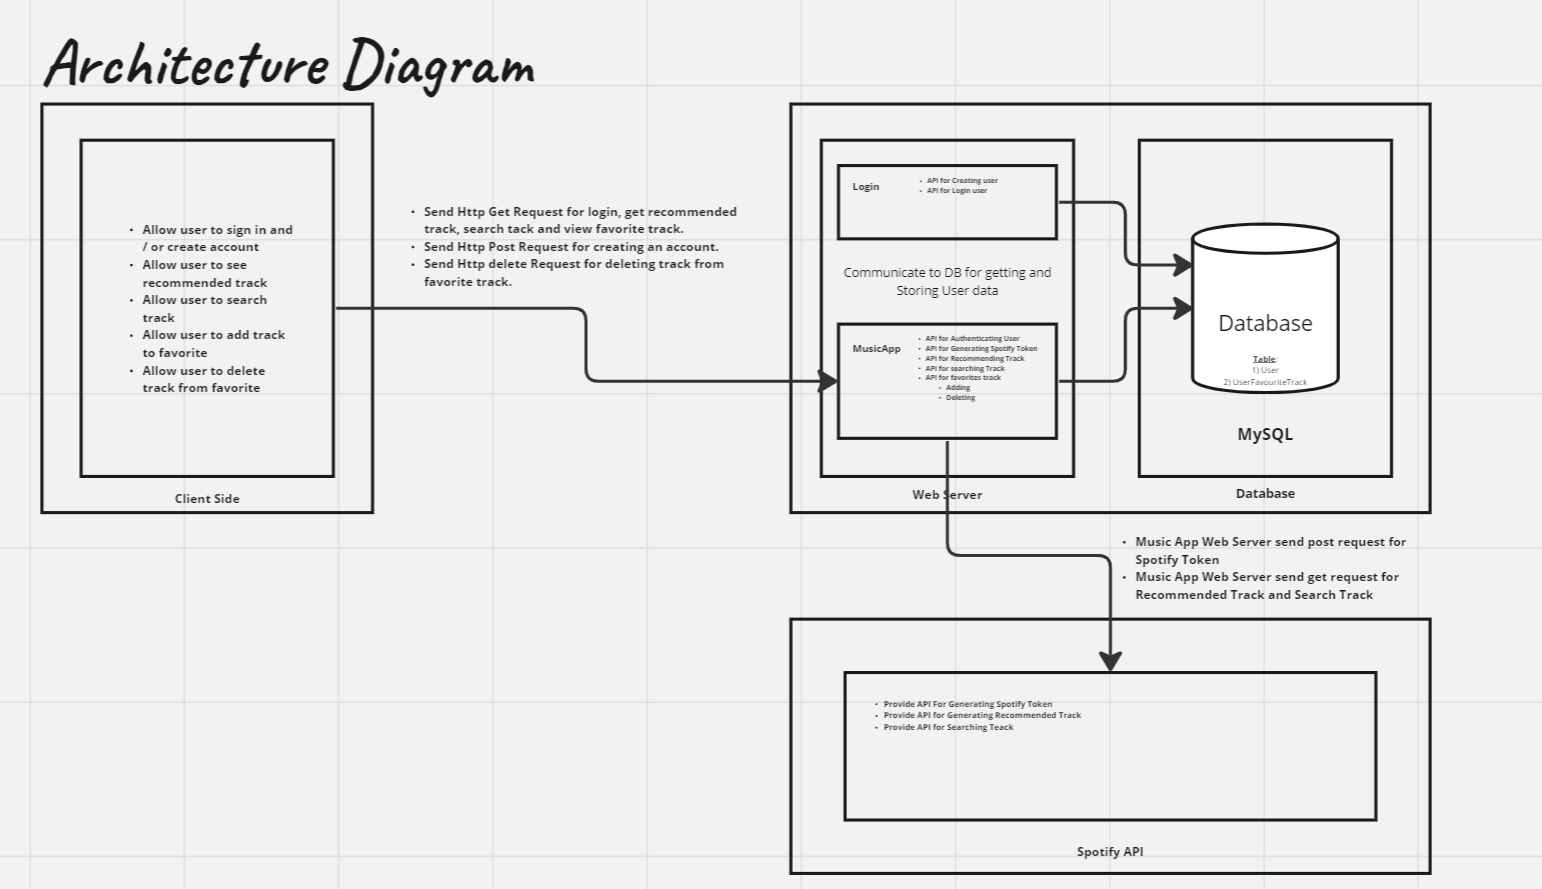 Architecture Diagram
• Allow user to sign in and
/ or create account
• Allow user to see
recommended track
• Allow user to search
track
• Allow user to add track
to favorite
• Allow user to delete
track from favorite
Client Side
• Send Http Get Request for login, get recommended
track, search tack and view favorite track.
• Send Http Post Request for creating an account.
• Send Http delete Request for deleting track from
favorite track.
Login
• API for Creating user
• API for Login user
Communicate to DB for getting and
Storing User data
MusicApp
• API for Authenticating User
• API for Generating Spotify Token
• API for Recommending Track
• API for searching Track
• API for favorites track
• Adding
• Deleting
Web Server
Database
Table:
1) User
2) UserFavouriteTrack
MySQL
Database
• Music App Web Server send post request for
Spotify Token
• Music App Web Server send get request for
Recommended Track and Search Track
• Provide API For Generating Spotify Token
• Provide API for Generating Recommended Track
• Provide API for Searching Teack
Spotify API